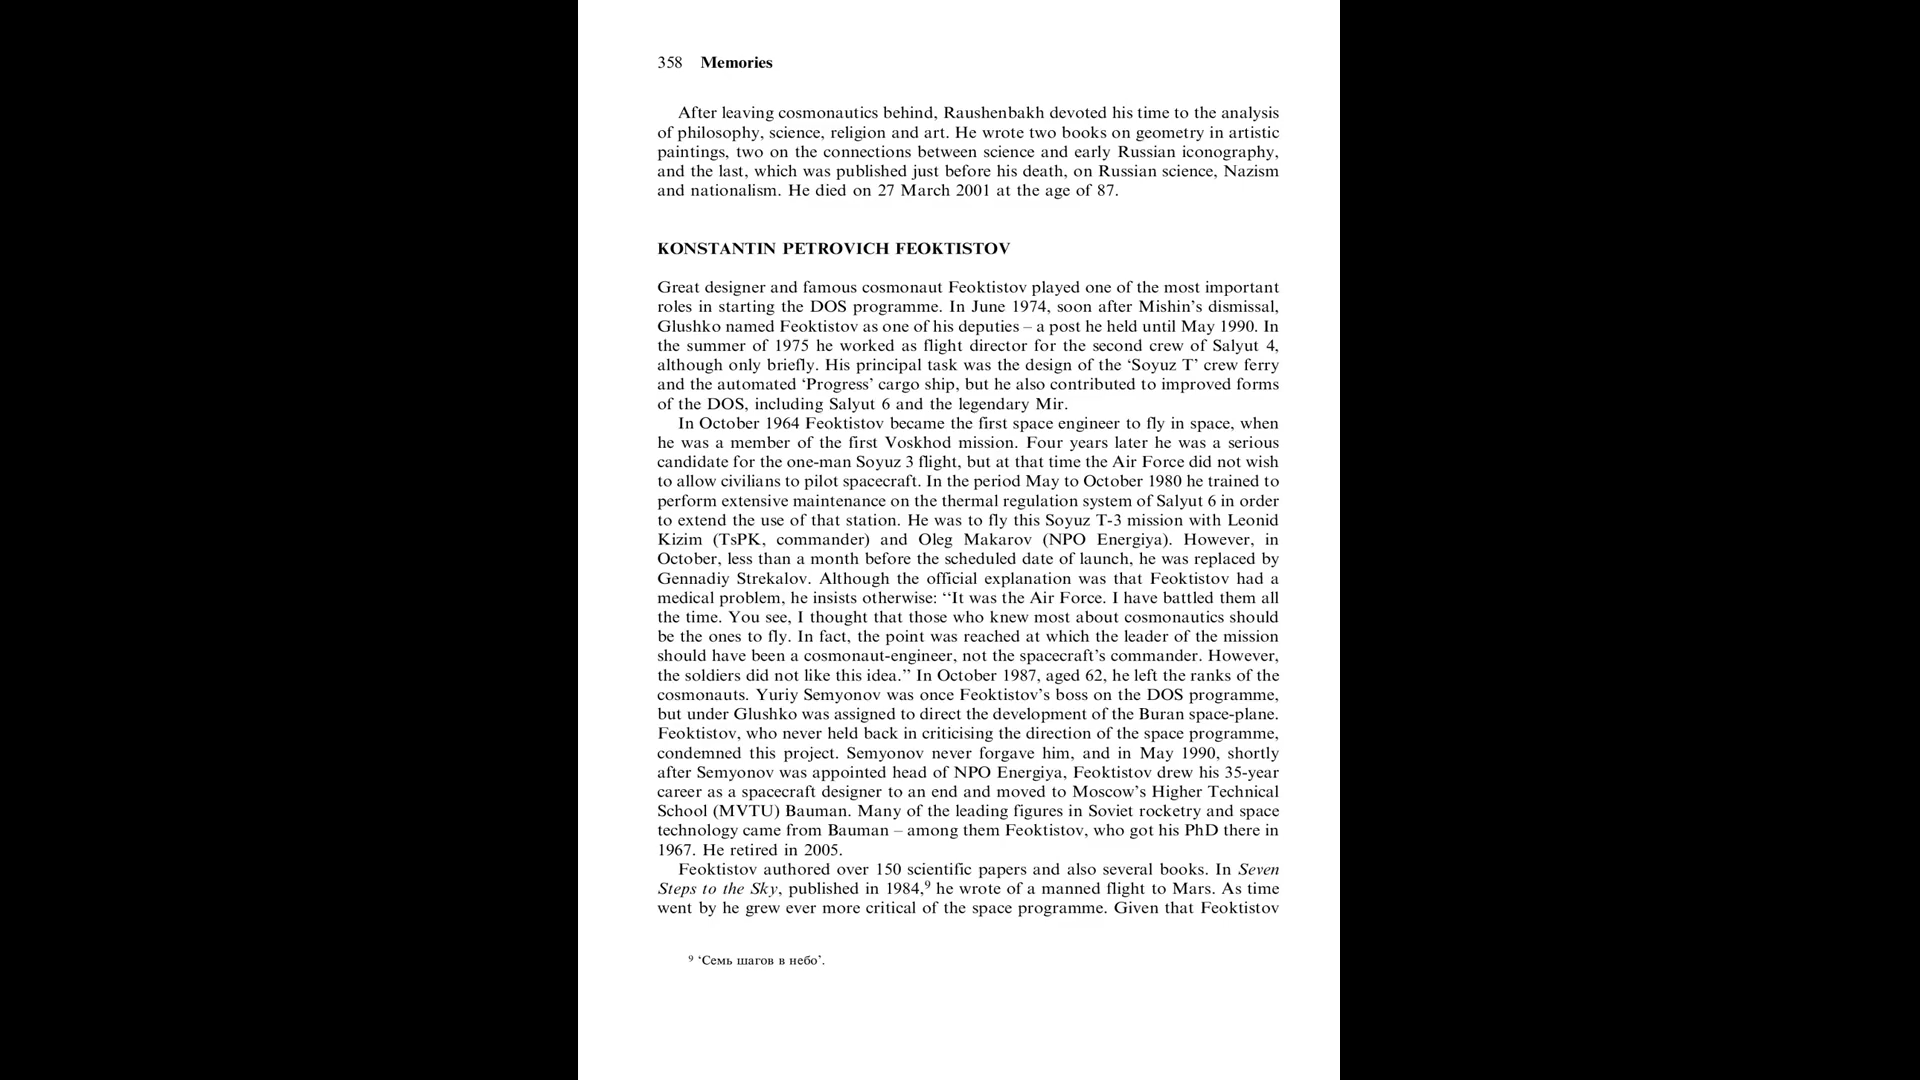 358 Memories
After leaving cosmonautics behind, Raushenbakh devoted his time to the analysis
of philosophy, science, religion and art. He wrote two books on geometry in artistic
paintings, two on the connections between science and early Russian iconography,
and the last, which was published just before his death, on Russian science, Nazism
and nationalism. He died on 27 March 2001 at the age of 87.
KONSTANTIN PETROVICH FEOKTISTOV
Great designer and famous cosmonaut Feoktistov played one of the most important
roles in starting the DOS programme. In June 1974, soon after Mishin’s dismissal,
Glushko named Feoktistov as one of his deputies – a post he held until May 1990. In
the summer of 1975 he worked as flight director for the second crew of Salyut 4,
although only briefly. His principal task was the design of the ‘Soyuz T’ crew ferry
and the automated ‘Progress’ cargo ship, but he also contributed to improved forms
of the DOS, including Salyut 6 and the legendary Mir.
In October 1964 Feoktistov became the first space engineer to fly in space, when
he was a member of the first Voskhod mission. Four years later he was a serious
candidate for the one-man Soyuz 3 flight, but at that time the Air Force did not wish
to allow civilians to pilot spacecraft. In the period May to October 1980 he trained to
perform extensive maintenance on the thermal regulation system of Salyut 6 in order
to extend the use of that station. He was to fly this Soyuz T-3 mission with Leonid
Kizim (TsPK, commander) and Oleg Makarov (NPO Energiya). However, in
October, less than a month before the scheduled date of launch, he was replaced by
Gennadiy Strekalov. Although the official explanation was that Feoktistov had a
medical problem, he insists otherwise: ‘‘It was the Air Force. I have battled them all
the time. You see, I thought that those who knew most about cosmonautics should
be the ones to fly. In fact, the point was reached at which the leader of the mission
should have been a cosmonaut-engineer, not the spacecraft’s commander. However,
the soldiers did not like this idea.’’ In October 1987, aged 62, he left the ranks of the
cosmonauts. Yuriy Semyonov was once Feoktistov’s boss on the DOS programme,
but under Glushko was assigned to direct the development of the Buran space-plane.
Feoktistov, who never held back in criticising the direction of the space programme,
condemned this project. Semyonov never forgave him, and in May 1990, shortly
after Semyonov was appointed head of NPO Energiya, Feoktistov drew his 35-year
career as a spacecraft designer to an end and moved to Moscow’s Higher Technical
School (MVTU) Bauman. Many of the leading figures in Soviet rocketry and space
technology came from Bauman – among them Feoktistov, who got his PhD there in
1967. He retired in 2005.
Feoktistov authored over 150 scientific papers and also several books. In Seven
Steps to the Sky, published in 1984,⁹ he wrote of a manned flight to Mars. As time
went by he grew ever more critical of the space programme. Given that Feoktistov
⁹ ‘Семь шагов в небо’.